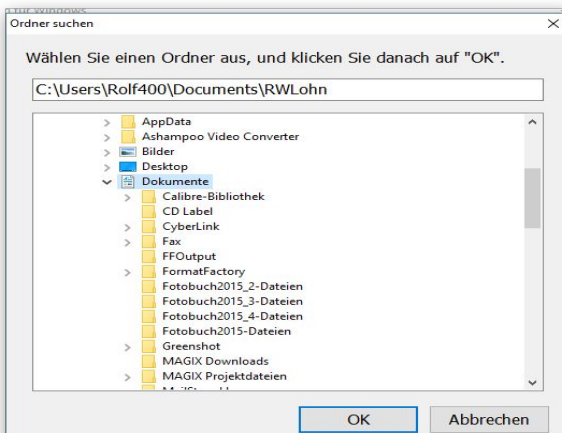 für Windows
Ordner suchen
Wählen Sie einen Ordner aus, und klicken Sie danach auf "OK".
C:\Users\Rolf400\Documents\RWLohn
AppData
Ashampoo Video Converter
Bilder
Desktop
Dokumente
Calibre-Bibliothek
CD Label
CyberLink
Fax
FFOutput
FormatFactory
Fotobuch2015_2-Dateien
Fotobuch2015_3-Dateien
Fotobuch2015_4-Dateien
Fotobuch2015-Dateien
Greenshot
MAGIX Downloads
MAGIX Projektdateien
OK
Abbrechen